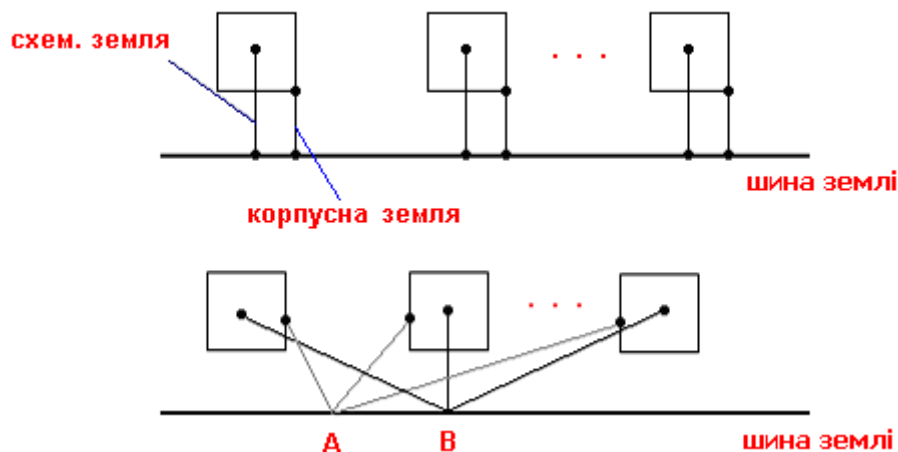 схем. земля
. . .
шина землі
корпусна земля
. . .
А
В
шина землі